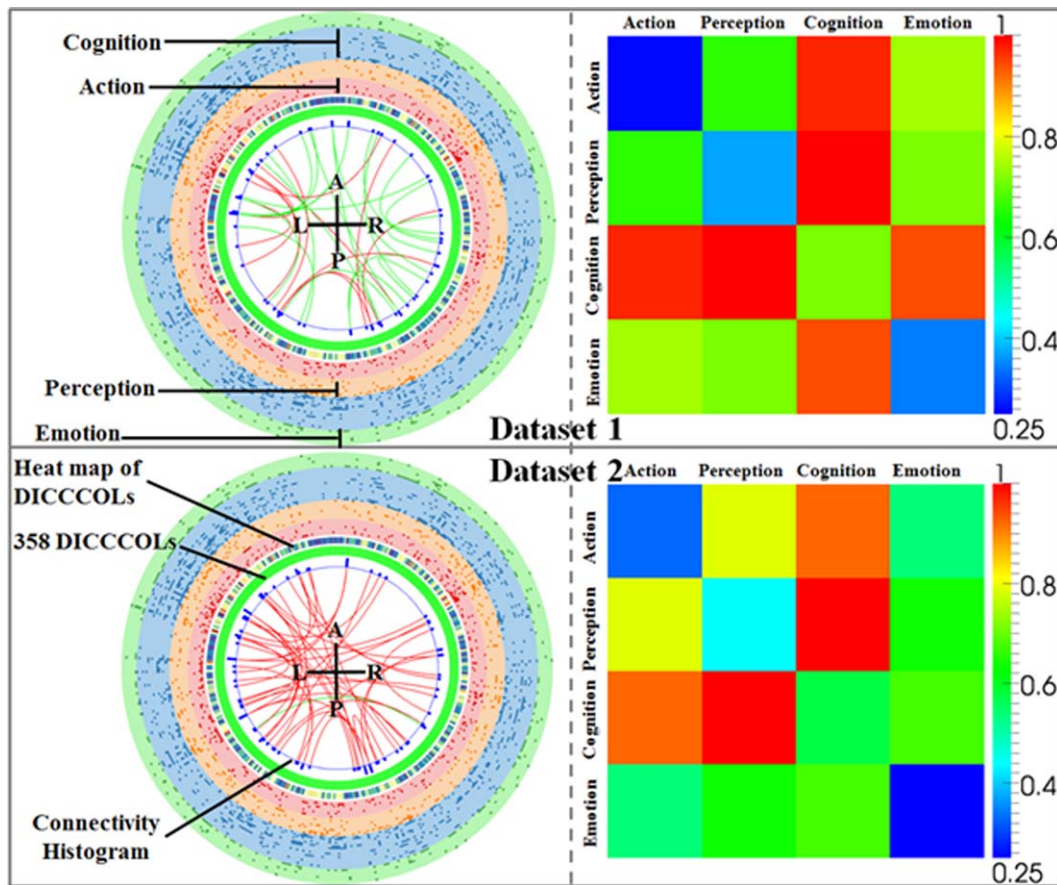 Cognition
Action
A
L R
P
Perception
Emotion
Dataset 1
Action Perception Cognition Emotion
Action
Perception
Cognition
Emotion
1
0.8
0.6
0.4
0.25
Heat map of
DICCCOLs
358 DICCCOLs
A
L R
P
Connectivity
Histogram
Dataset 2
Action Perception Cognition Emotion
Action
Perception
Cognition
Emotion
1
0.8
0.6
0.4
0.25